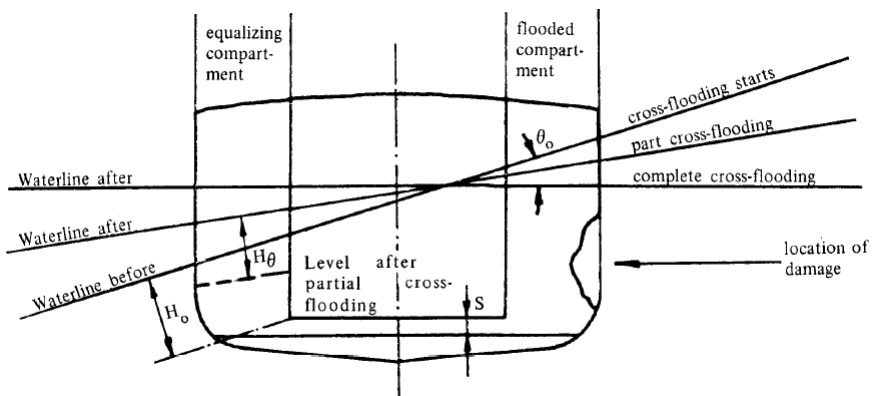 equalizing
compart-
ment
flooded
compart-
ment
cross-flooding starts
θo
part cross-flooding
Waterline after
complete cross-flooding
Waterline after
Hθ
Waterline before
Level after
partial cross-
flooding
location of
damage
Ho
S